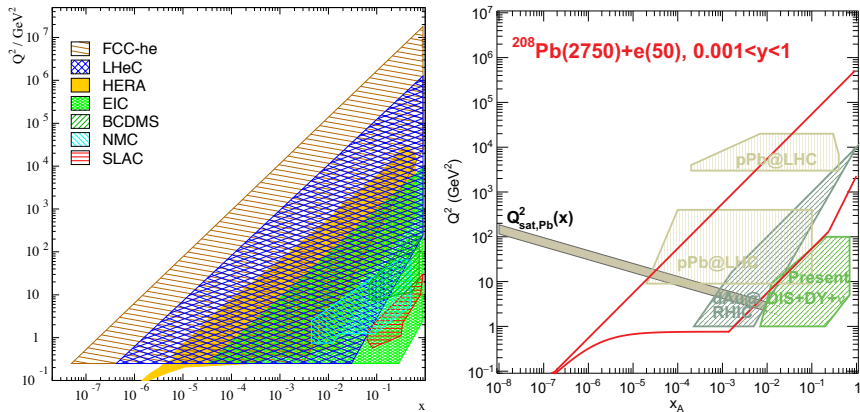 Q² / GeV²
10⁷
10⁶
10⁵
10⁴
10³
10²
10
1
10⁻¹
FCC-he
LHeC
HERA
EIC
BCDMS
NMC
SLAC
10⁻⁷ 10⁻⁶ 10⁻⁵ 10⁻⁴ 10⁻³ 10⁻² 10⁻¹ x
Q² (GeV²)
10⁷
10⁶
10⁵
10⁴
10³
10²
10
1
10⁻¹
²⁰⁸Pb(2750)+e(50), 0.001<y<1
pPb@LHC
Q²sat,Pb(x)
pPb@LHC
Present
dAu@ DIS+DY+ν
RHIC
10⁻⁸ 10⁻⁷ 10⁻⁶ 10⁻⁵ 10⁻⁴ 10⁻³ 10⁻² 10⁻¹ 1
x_A